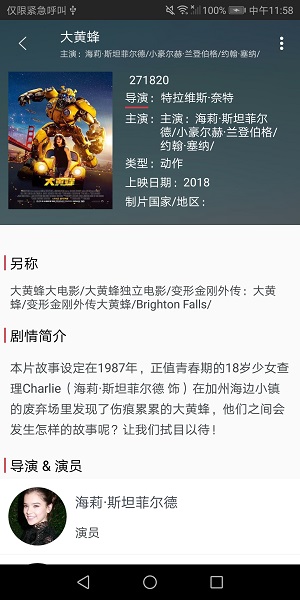 仅限紧急呼叫 100% 中午11:58
大黄蜂
主演：海莉·斯坦菲尔德/小豪尔赫·兰登伯格/约翰·塞纳/
271820
导演：特拉维斯·奈特
主演：主演：海莉·斯坦菲尔
德/小豪尔赫·兰登伯格/
约翰·塞纳/
类型：动作
上映日期：2018
制片国家/地区：
大黄蜂
另称
大黄蜂大电影/大黄蜂独立电影/变形金刚外传：大黄
蜂/变形金刚外传大黄蜂/Brighton Falls/
剧情简介
本片故事设定在1987年，正值青春期的18岁少女查
理Charlie（海莉·斯坦菲尔德 饰）在加州海边小镇
的废弃场里发现了伤痕累累的大黄蜂，他们之间会
发生怎样的故事呢？让我们拭目以待！
导演 & 演员
海莉·斯坦菲尔德
演员